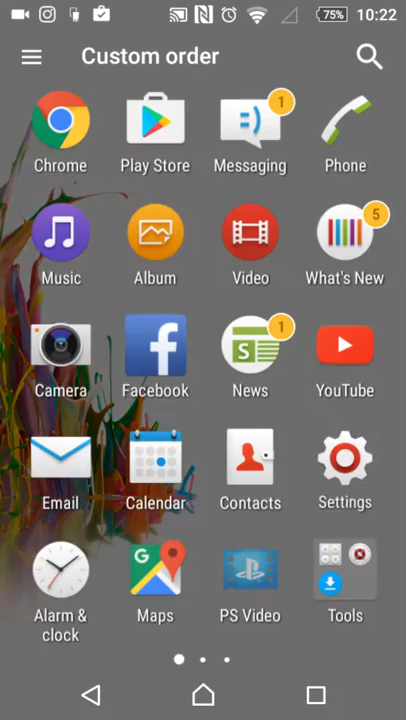 75% 10:22
Custom order
1
Chrome Play Store Messaging Phone
5
Music Album Video What's New
1
Camera Facebook News YouTube
Email Calendar Contacts Settings
Alarm & clock Maps PS Video Tools